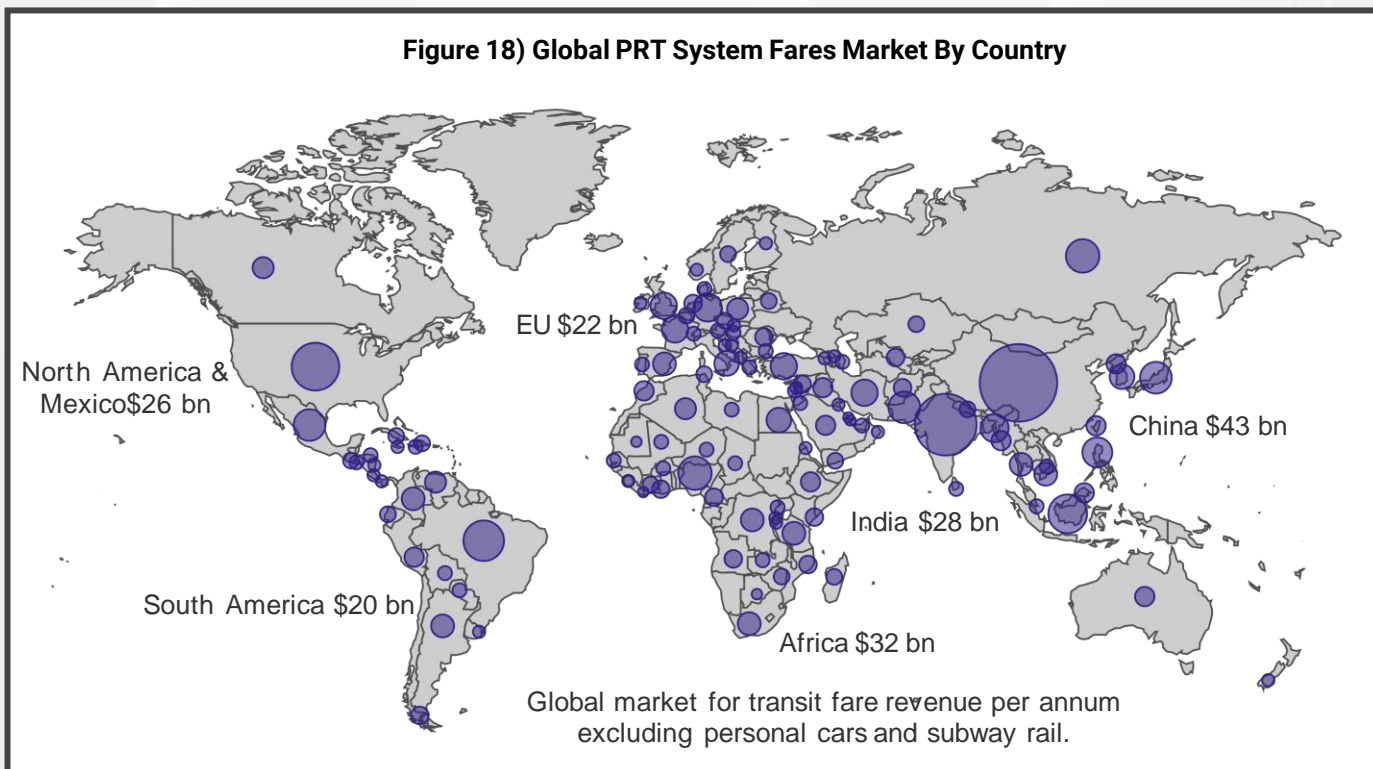 Figure 18) Global PRT System Fares Market By Country
EU $22 bn
North America &
Mexico$26 bn
China $43 bn
India $28 bn
South America $20 bn
Africa $32 bn
Global market for transit fare revenue per annum
excluding personal cars and subway rail.